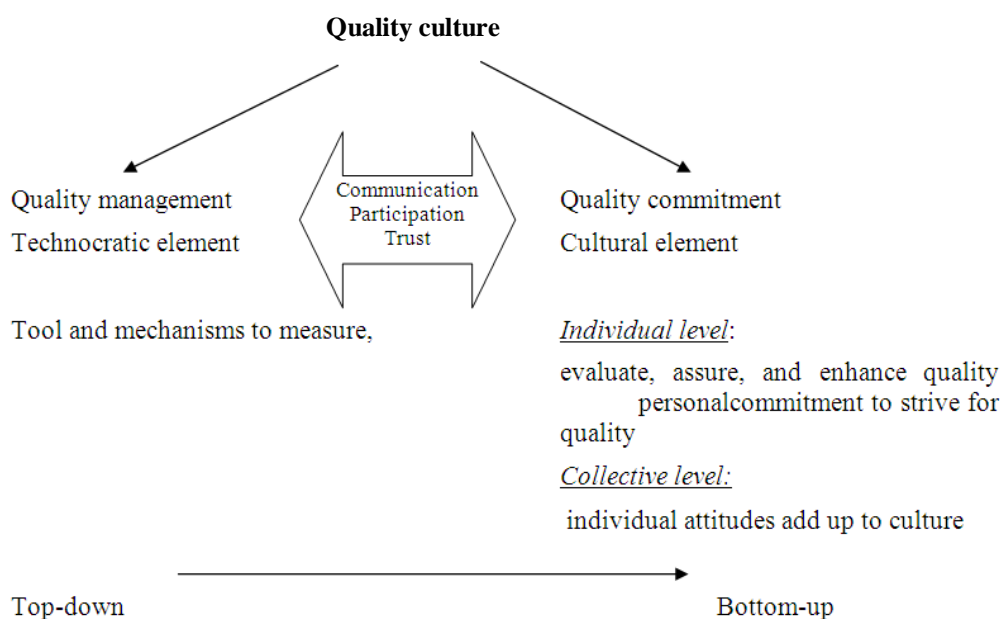 Quality culture
Quality management
Technocratic element
Communication
Participation
Trust
Quality commitment
Cultural element
Tool and mechanisms to measure,
Individual level:
evaluate, assure, and enhance quality
personalcommitment to strive for
quality
Collective level:
individual attitudes add up to culture
Top-down
Bottom-up